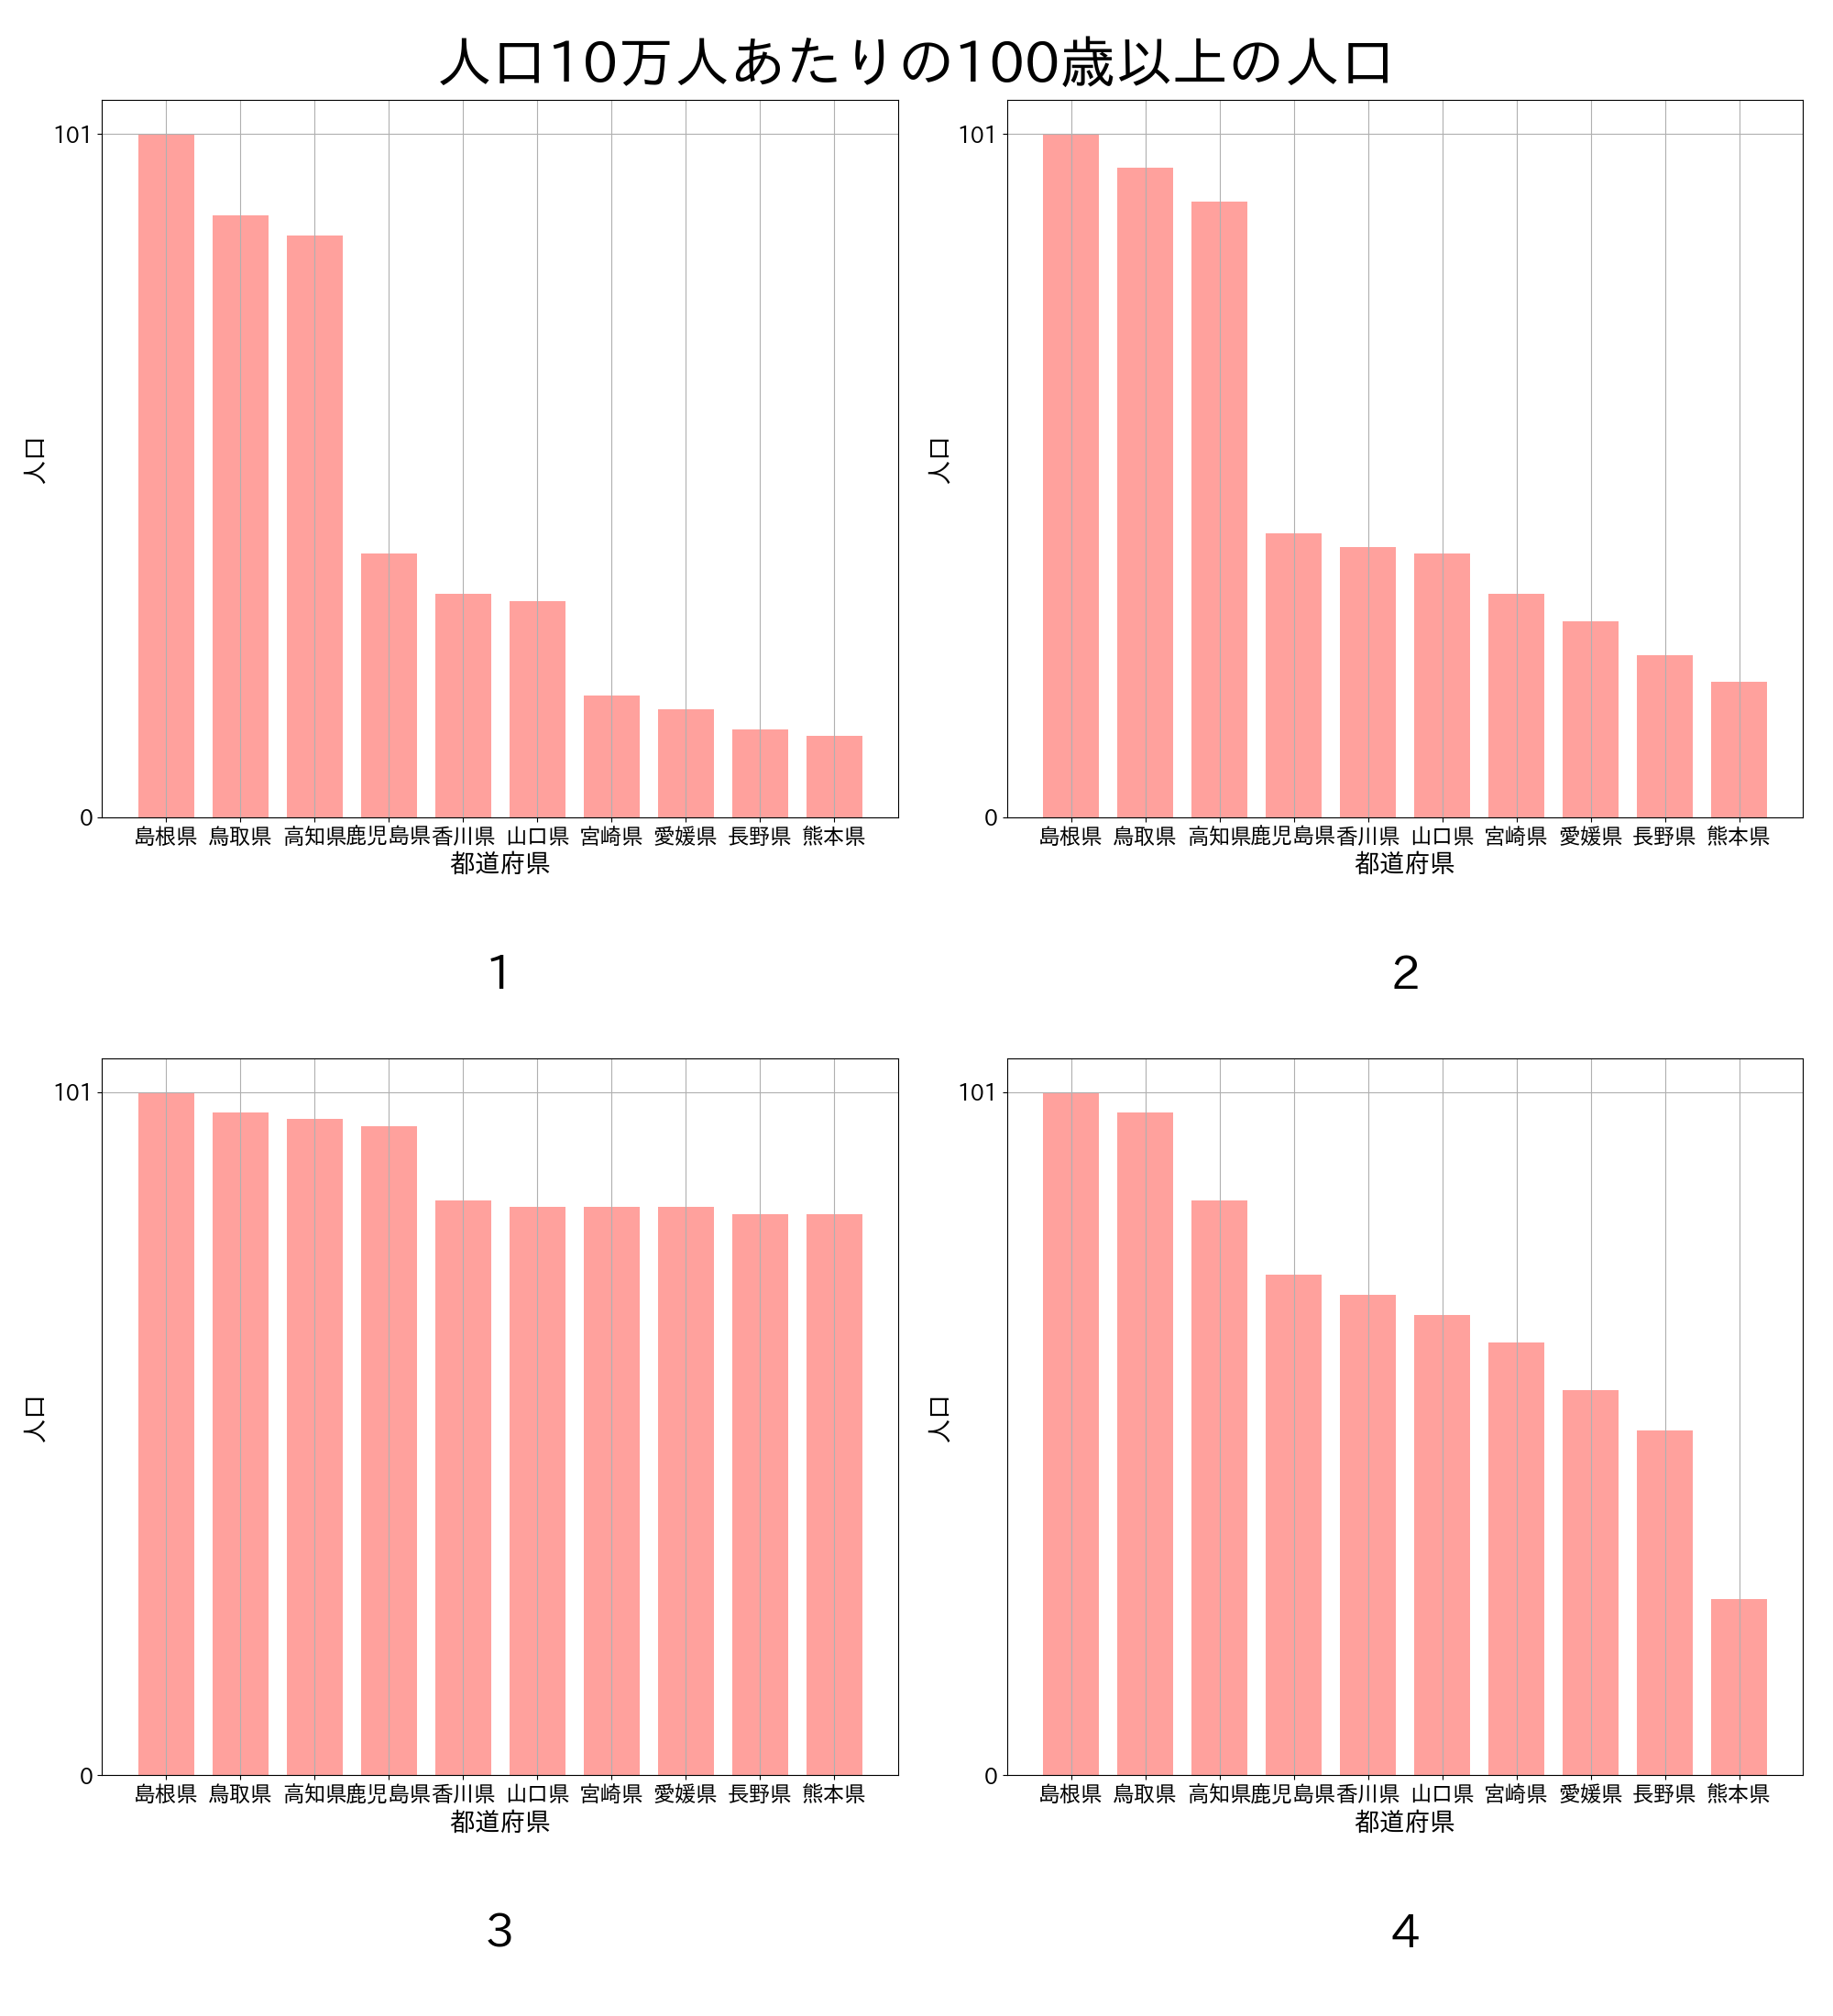 人口10万人あたりの100歳以上の人口
101
0
人口
島根県 鳥取県 高知県 鹿児島県 香川県 山口県 宮崎県 愛媛県 長野県 熊本県
都道府県
1
101
0
人口
島根県 鳥取県 高知県 鹿児島県 香川県 山口県 宮崎県 愛媛県 長野県 熊本県
都道府県
2
101
0
人口
島根県 鳥取県 高知県 鹿児島県 香川県 山口県 宮崎県 愛媛県 長野県 熊本県
都道府県
3
101
0
人口
島根県 鳥取県 高知県 鹿児島県 香川県 山口県 宮崎県 愛媛県 長野県 熊本県
都道府県
4